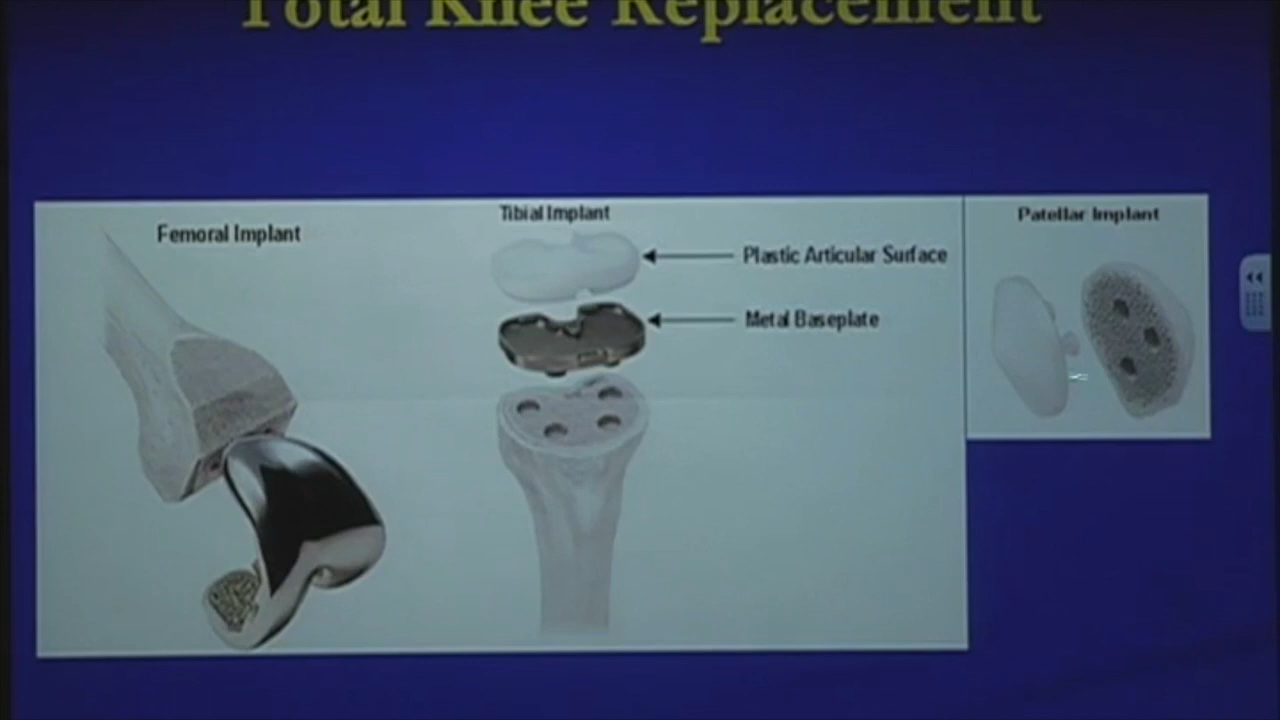 Total Knee Replacement
Femoral Implant
Tibial Implant
Plastic Articular Surface
Metal Baseplate
Patellar Implant